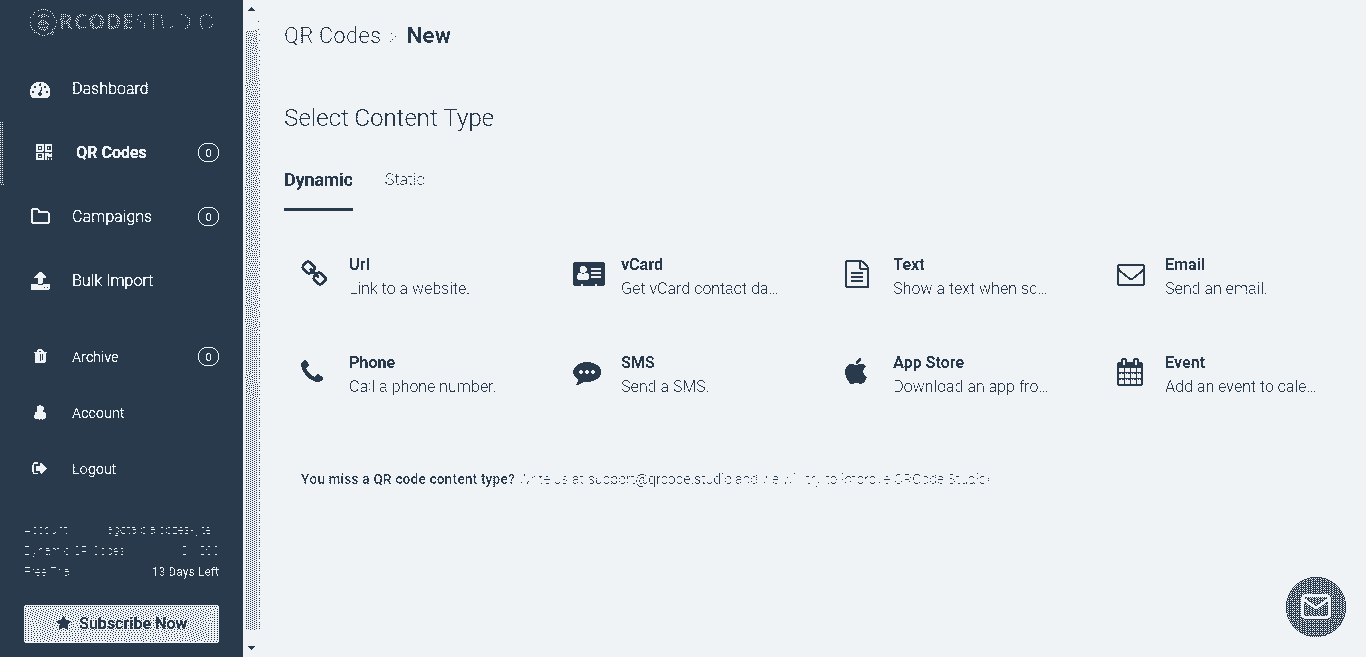 QRCODESTUDIO
Dashboard
QR Codes 0
Campaigns 0
Bulk Import
Archive 0
Account
Logout
Account
Dynamic QR Codes
Free Trial 13 Days Left
Subscribe Now
QR Codes > New
Select Content Type
Dynamic Static
Url
Link to a website.
vCard
Get vCard contact da...
Text
Show a text when sc...
Email
Send an email.
Phone
Call a phone number.
SMS
Send a SMS.
App Store
Download an app fro...
Event
Add an event to cale...
You miss a QR code content type? Write us at support@qrcode.studio and we will try to improve QRCode Studio!